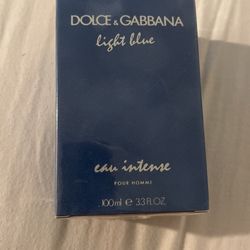 DOLCE & GABBANA
light blue
eau intense
POUR HOMME
100ml e 3.3 FL.OZ.